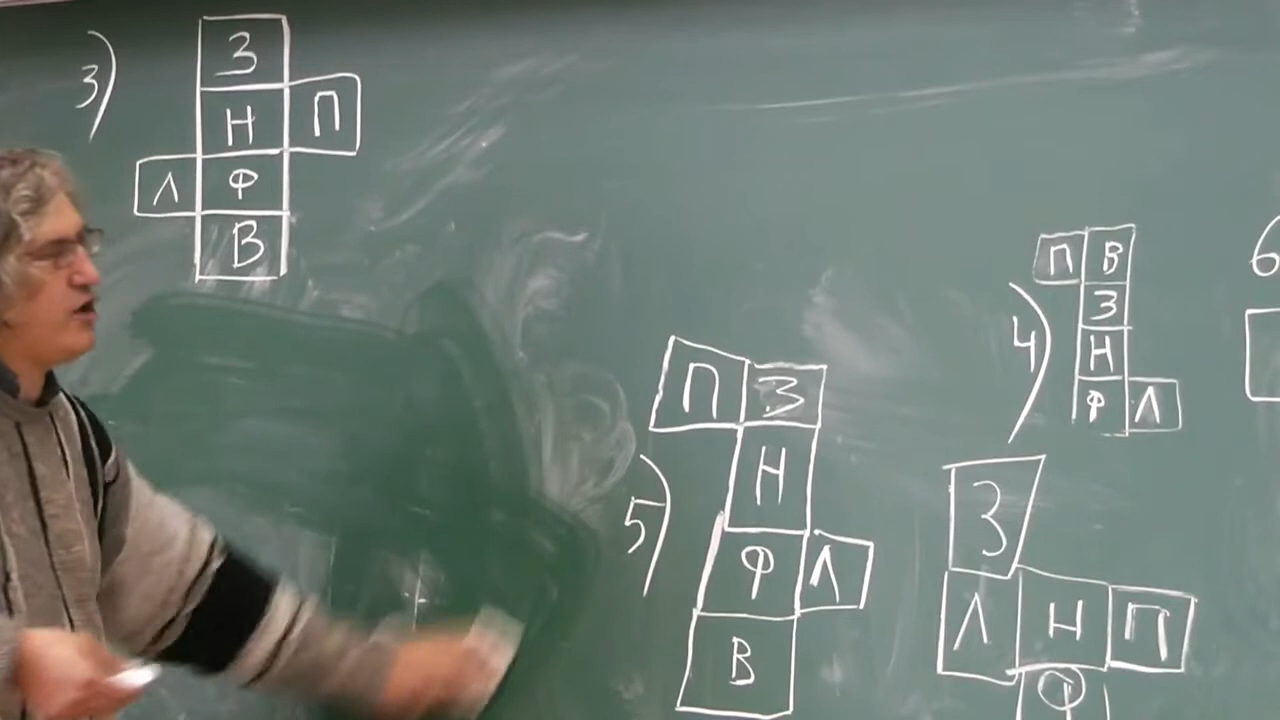 3)
З
Н П
Л Ф
В
4)
П В
З
Н
Ф Л
5)
П З
Н
Ф Л
В
6
З
Л Н П
Ф